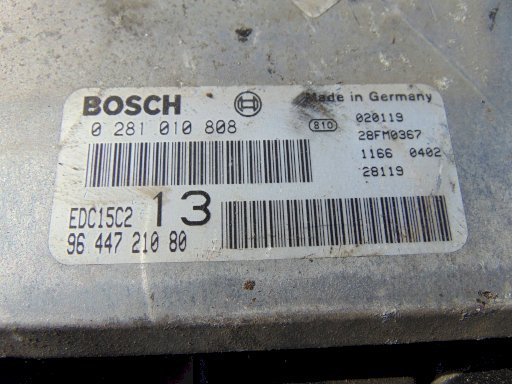 BOSCH
Made in Germany
0 281 010 808
810
020119
28FM0367
1166 0402
28119
EDC15C2 13
96 447 210 80